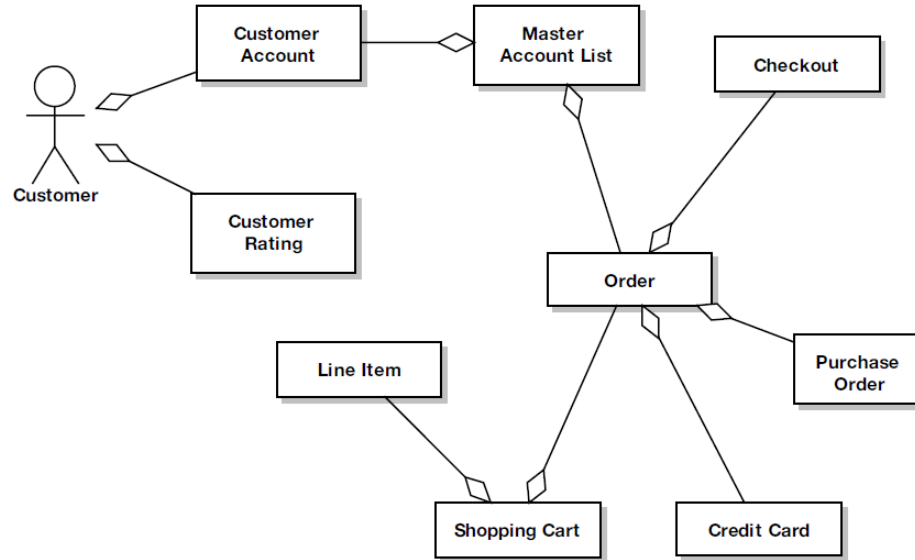 Customer
Account
Master
Account List
Checkout
Customer
Customer
Rating
Order
Line Item
Purchase
Order
Shopping Cart
Credit Card